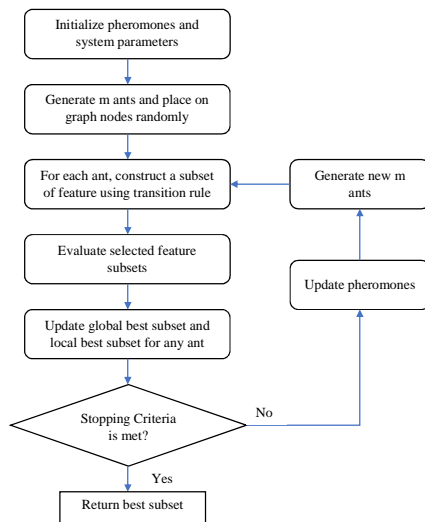 Initialize pheromones and
system parameters
Generate m ants and place on
graph nodes randomly
For each ant, construct a subset
of feature using transition rule
Generate new m
ants
Evaluate selected feature
subsets
Update pheromones
Update global best subset and
local best subset for any ant
Stopping Criteria
is met?
No
Yes
Return best subset